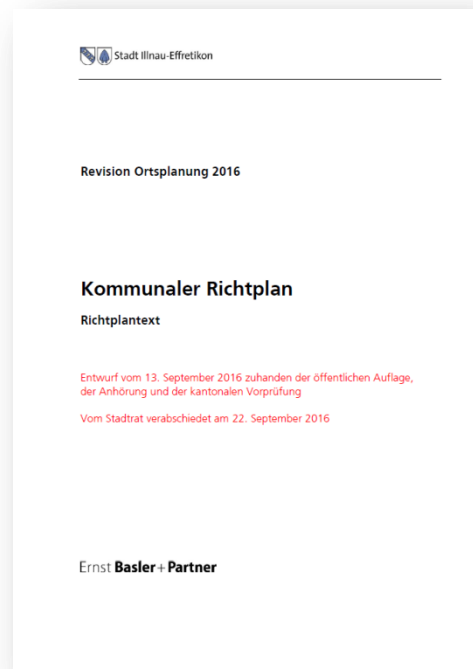 Stadt Illnau-Effretikon
Revision Ortsplanung 2016
Kommunaler Richtplan
Richtplantext
Entwurf vom 13. September 2016 zuhanden der öffentlichen Auflage,
der Anhörung und der kantonalen Vorprüfung
Vom Stadtrat verabschiedet am 22. September 2016
Ernst Basler+Partner